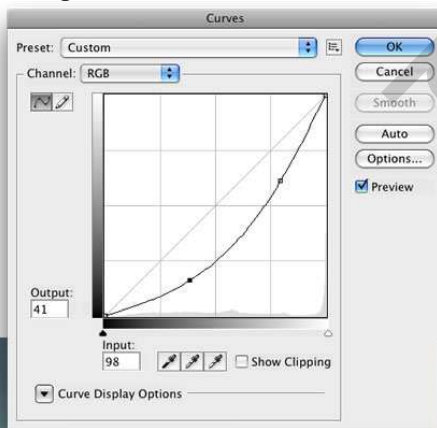 Curves
Preset: Custom
OK
Channel: RGB
Cancel
Smooth
Auto
Options...
Preview
Output:
41
Input:
98
Show Clipping
Curve Display Options